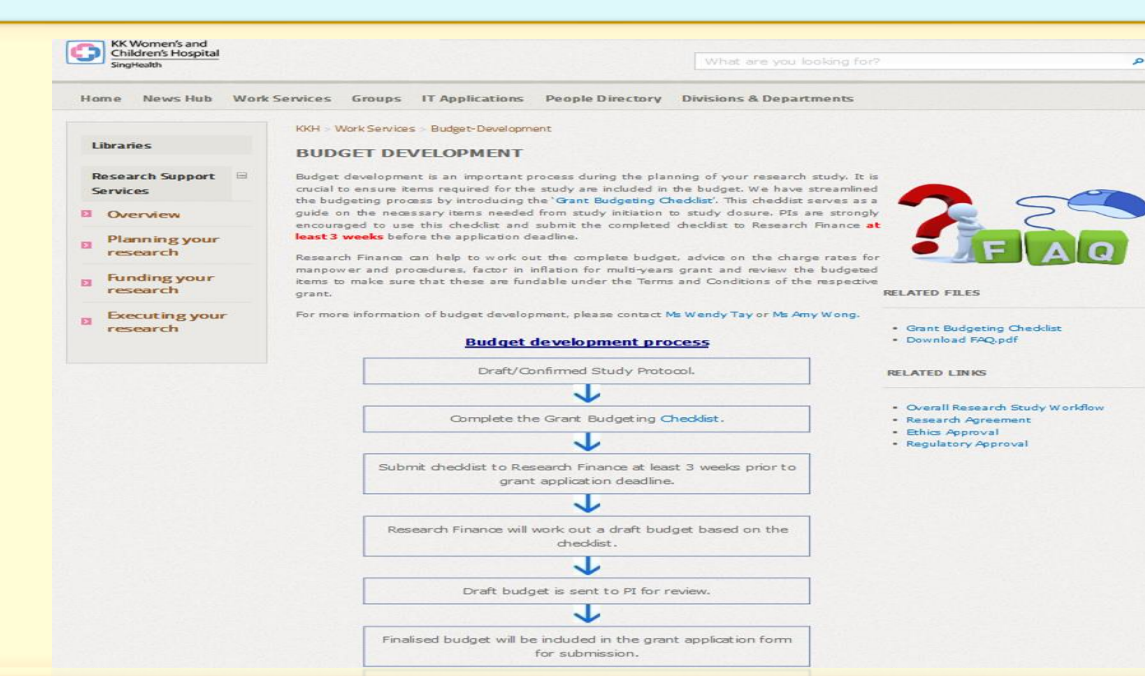 KK Women's and
Children's Hospital
SingHealth
What are you looking for?
Home News Hub Work Services Groups IT Applications People Directory Divisions & Departments
Libraries
Research Support
Services
Overview
Planning your
research
Funding your
research
Executing your
research
KKH > Work Services > Budget-Development
BUDGET DEVELOPMENT
Budget development is an important process during the planning of your research study. It is
crucial to ensure items required for the study are included in the budget. We have streamlined
the budgeting process by introducing the 'Grant Budgeting Checklist'. This checklist serves as a
guide on the necessary items needed from study initiation to study closure. PIs are strongly
encouraged to use this checklist and submit the completed checklist to Research Finance at
least 3 weeks before the application deadline.
Research Finance can help to work out the complete budget, advice on the charge rates for
manpower and procedures, factor in inflation for multi-years grant and review the budgeted
items to make sure that these are fundable under the Terms and Conditions of the respective
grant.
For more information of budget development, please contact Ms Wendy Tay or Ms Amy Wong.
Budget development process
Draft/Confirmed Study Protocol.
Complete the Grant Budgeting Checklist.
Submit checklist to Research Finance at least 3 weeks prior to
grant application deadline.
Research Finance will work out a draft budget based on the
checklist.
Draft budget is sent to PI for review.
Finalised budget will be included in the grant application form
for submission.
? FAQ
RELATED FILES
Grant Budgeting Checklist
Download FAQ.pdf
RELATED LINKS
Overall Research Study Workflow
Research Agreement
Ethics Approval
Regulatory Approval